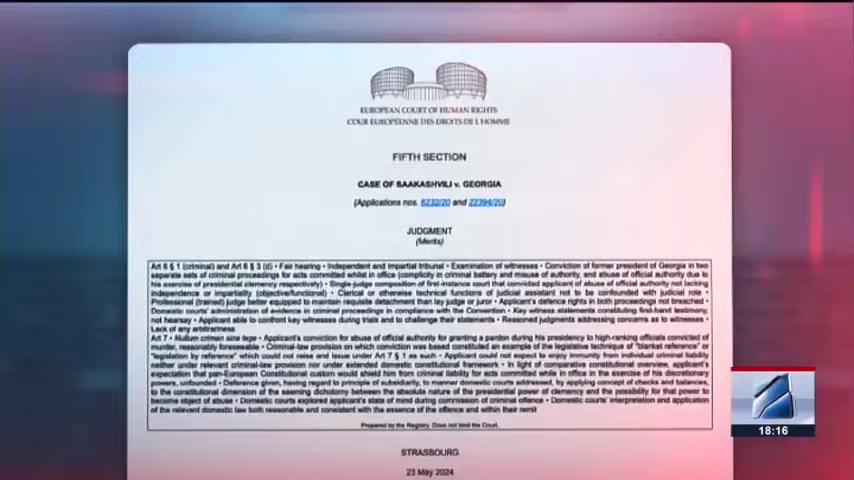 EUROPEAN COURT OF HUMAN RIGHTS
COUR EUROPÉENNE DES DROITS DE L'HOMME
FIFTH SECTION
CASE OF SAAKASHVILI v. GEORGIA
(Applications nos. 6232/20 and 22394/20)
JUDGMENT
(Merits)
Art 6 § 1 (criminal) and Art 6 § 3 (d) • Fair hearing • Independent and impartial tribunal • Examination of witnesses • Conviction of former president of Georgia in two
separate sets of criminal proceedings for acts committed whilst in office (complicity in criminal battery and misuse of authority, and abuse of official authority due to
his exercise of presidential clemency respectively) • Single-judge composition of first-instance court that convicted applicant of abuse of official authority not lacking
independence or impartiality (objective/functional) • Clerical or otherwise technical functions of judicial assistant not to be confounded with judicial role •
Professional (trained) judge better equipped to maintain requisite detachment than lay judge or juror • Applicant's defence rights in both proceedings not breached •
Domestic courts' administration of evidence in criminal proceedings in compliance with the Convention • Key witness statements constituting first-hand testimony,
not hearsay • Applicant able to confront key witnesses during trials and to challenge their statements • Reasoned judgments addressing concerns as to witnesses •
Lack of any arbitrariness
Art 7 • Nullum crimen sine lege • Applicant's conviction for abuse of official authority for granting a pardon during his presidency to high-ranking officials convicted of
murder, reasonably foreseeable • Criminal-law provision on which conviction was based constituted an example of the legislative technique of "blanket reference" or
"legislation by reference" which could not raise and issue under Art 7 § 1 as such • Applicant could not expect to enjoy immunity from individual criminal liability
neither under relevant criminal-law provision nor under extended domestic constitutional framework • In light of comparative constitutional overview, applicant's
expectation that pan-European Constitutional custom would shield him from criminal liability for acts committed while in office in the exercise of his discretionary
powers, unfounded • Deference given, having regard to principle of subsidiarity, to manner domestic courts addressed, by applying concept of checks and balances,
to the constitutional dimension of the seeming dichotomy between the absolute nature of the presidential power of clemency and the possibility for that power to
become object of abuse • Domestic courts explored applicant's state of mind during commission of criminal offence • Domestic courts' interpretation and application
of the relevant domestic law both reasonable and consistent with the essence of the offence and within their remit
Prepared by the Registry. Does not bind the Court.
STRASBOURG
23 May 2024
18:16